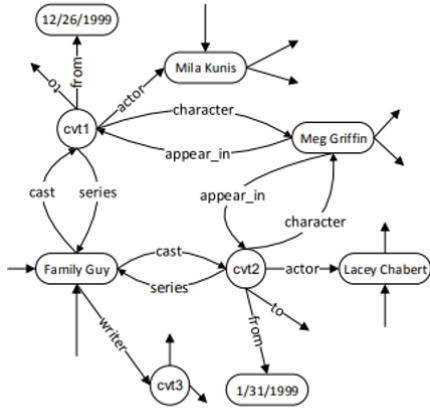 12/26/1999
to
from
actor
Mila Kunis
cvt1
character
Meg Griffin
appear_in
cast
series
appear_in
character
cast
Family Guy
series
cvt2
actor
Lacey Chabert
writer
from
to
cvt3
1/31/1999